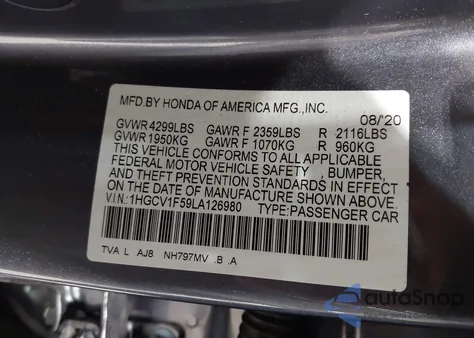 MFD.BY HONDA OF AMERICA MFG.,INC.
08/'20
GVWR 4299LBS GAWR F 2359LBS R 2116LBS
GVWR 1950KG GAWR F 1070KG R 960KG
THIS VEHICLE CONFORMS TO ALL APPLICABLE
FEDERAL MOTOR VEHICLE SAFETY , BUMPER,
AND THEFT PREVENTION STANDARDS IN EFFECT
ON THE DATE OF MANUFACTURE SHOWN ABOVE.
V.I.N.: 1HGCV1F59LA126980 TYPE:PASSENGER CAR
TVA L AJ8 NH797MV .B .A
autoSnap